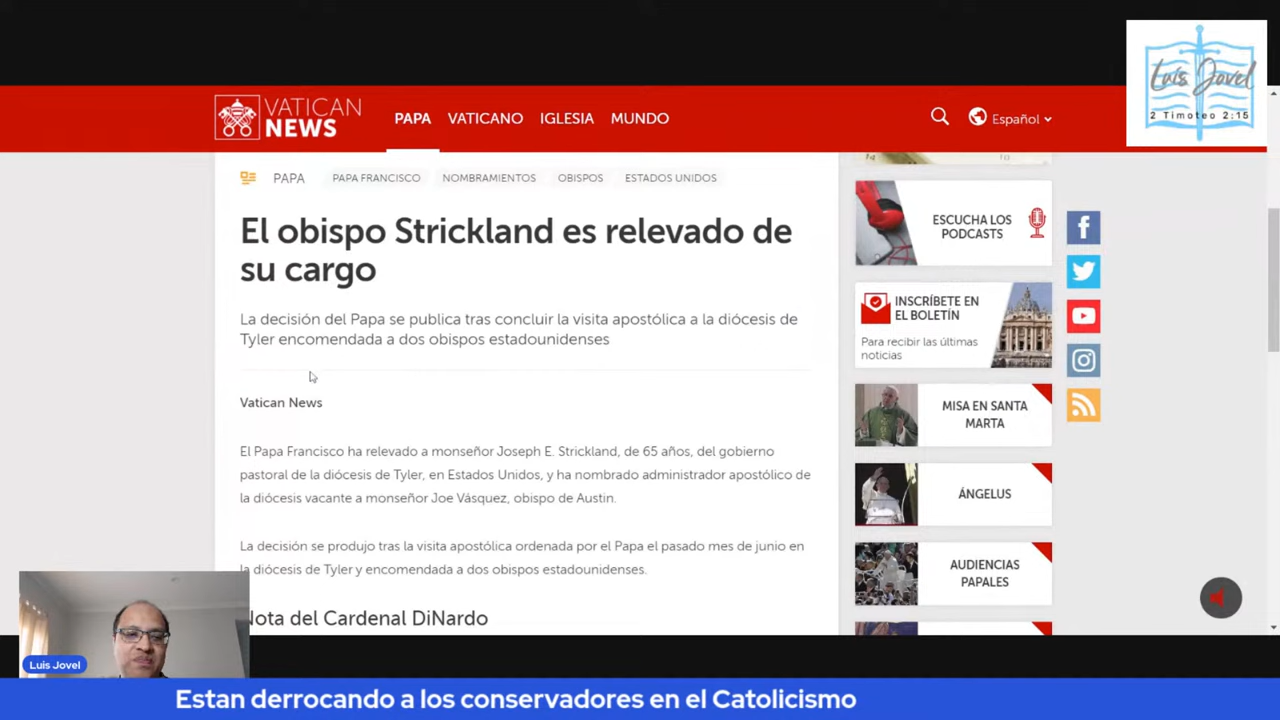 Luis Jovel
2 Timoteo 2:15
VATICAN
NEWS
PAPA
VATICANO
IGLESIA
MUNDO
Español
PAPA
PAPA FRANCISCO
NOMBRAMIENTOS
OBISPOS
ESTADOS UNIDOS
El obispo Strickland es relevado de
su cargo
La decisión del Papa se publica tras concluir la visita apostólica a la diócesis de
Tyler encomendada a dos obispos estadounidenses
Vatican News
El Papa Francisco ha relevado a monseñor Joseph E. Strickland, de 65 años, del gobierno
pastoral de la diócesis de Tyler, en Estados Unidos, y ha nombrado administrador apostólico de
la diócesis vacante a monseñor Joe Vásquez, obispo de Austin.
La decisión se produjo tras la visita apostólica ordenada por el Papa el pasado mes de junio en
la diócesis de Tyler y encomendada a dos obispos estadounidenses.
Nota del Cardenal DiNardo
ESCUCHA LOS
PODCASTS
INSCRÍBETE EN
EL BOLETÍN
Para recibir las últimas
noticias
MISA EN SANTA
MARTA
ÁNGELUS
AUDIENCIAS
PAPALES
Luis Jovel
Estan derrocando a los conservadores en el Catolicismo